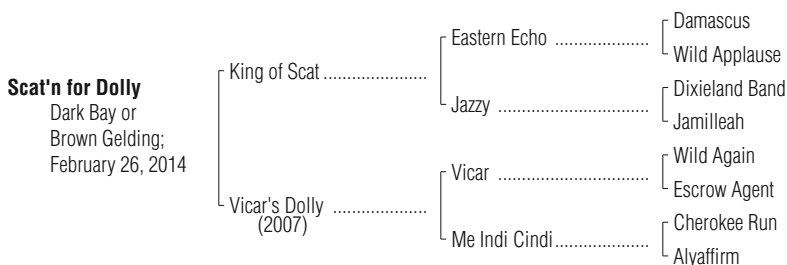 Scat'n for Dolly
Dark Bay or
Brown Gelding;
February 26, 2014
King of Scat ......................
Vicar's Dolly ....................
(2007)
Eastern Echo ....................
Jazzy ................................
Vicar ................................
Me Indi Cindi....................
Damascus
Wild Applause
Dixieland Band
Jamilleah
Wild Again
Escrow Agent
Cherokee Run
Alyaffirm